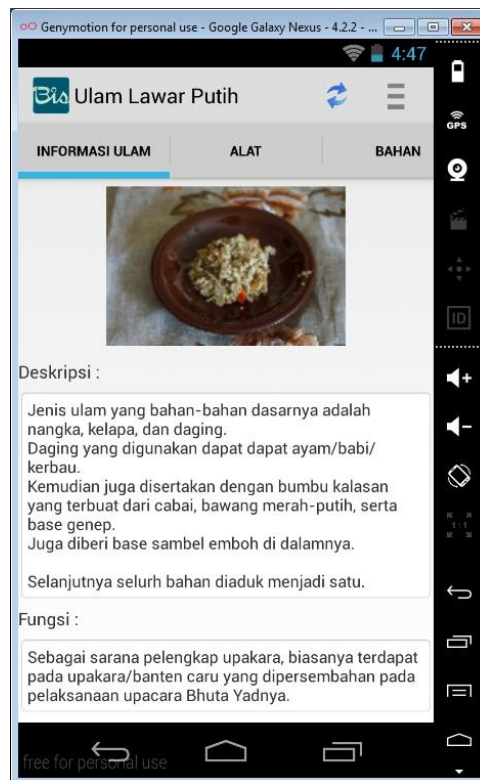 Genymotion for personal use - Google Galaxy Nexus - 4.2.2 - ...
4:47
Bis Ulam Lawar Putih
INFORMASI ULAM ALAT BAHAN
GPS
ID
Deskripsi :
Jenis ulam yang bahan-bahan dasarnya adalah
nangka, kelapa, dan daging.
Daging yang digunakan dapat dapat ayam/babi/
kerbau.
Kemudian juga disertakan dengan bumbu kalasan
yang terbuat dari cabai, bawang merah-putih, serta
base genep.
Juga diberi base sambel emboh di dalamnya.
Selanjutnya selurh bahan diaduk menjadi satu.
1:1
Fungsi :
Sebagai sarana pelengkap upakara, biasanya terdapat
pada upakara/banten caru yang dipersembahan pada
pelaksanaan upacara Bhuta Yadnya.
free for personal use